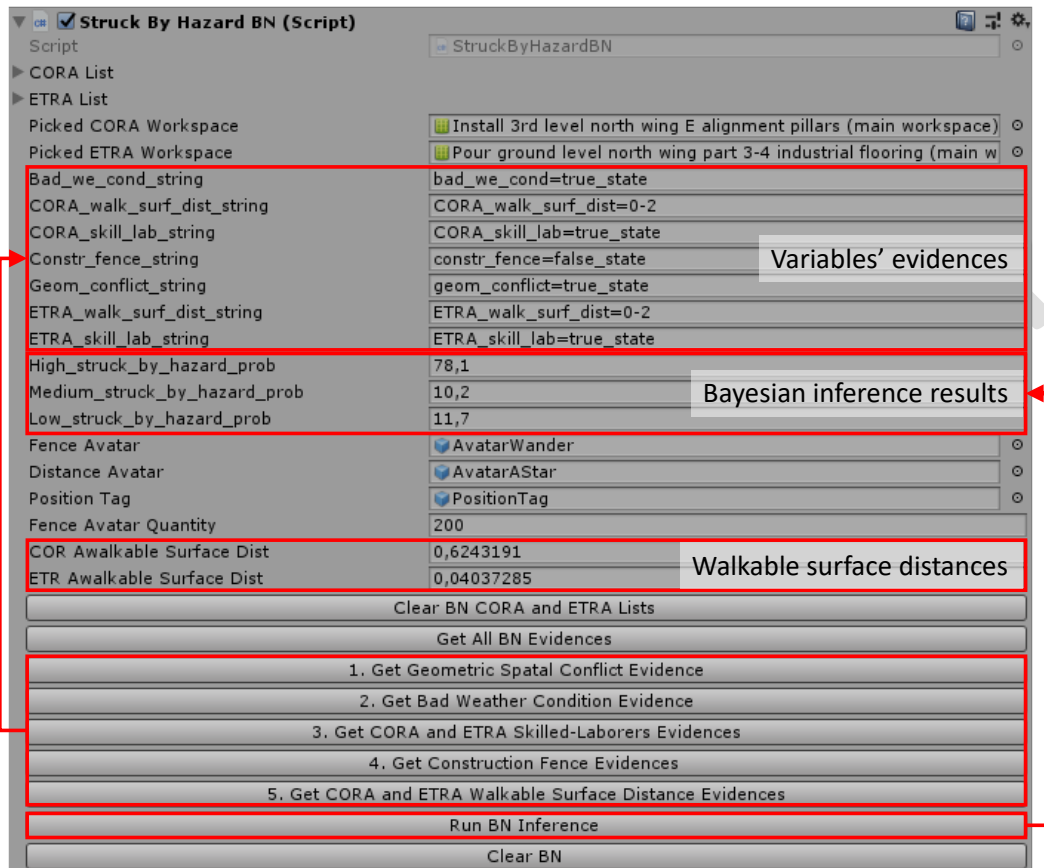 Struck By Hazard BN (Script)
Script StruckByHazardBN
CORA List
ETRA List
Picked CORA Workspace Install 3rd level north wing E alignment pillars (main workspace)
Picked ETRA Workspace Pour ground level north wing part 3-4 industrial flooring (main w
Bad_we_cond_string bad_we_cond=true_state
CORA_walk_surf_dist_string CORA_walk_surf_dist=0-2
CORA_skill_lab_string CORA_skill_lab=true_state
Constr_fence_string constr_fence=false_state Variables’ evidences
Geom_conflict_string geom_conflict=true_state
ETRA_walk_surf_dist_string ETRA_walk_surf_dist=0-2
ETRA_skill_lab_string ETRA_skill_lab=true_state
High_struck_by_hazard_prob 78,1
Medium_struck_by_hazard_prob 10,2 Bayesian inference results
Low_struck_by_hazard_prob 11,7
Fence Avatar AvatarWander
Distance Avatar AvatarAStar
Position Tag PositionTag
Fence Avatar Quantity 200
COR Awalkable Surface Dist 0,6243191
Walkable surface distances
ETR Awalkable Surface Dist 0,04037285
Clear BN CORA and ETRA Lists
Get All BN Evidences
1. Get Geometric Spatal Conflict Evidence
2. Get Bad Weather Condition Evidence
3. Get CORA and ETRA Skilled-Laborers Evidences
4. Get Construction Fence Evidences
5. Get CORA and ETRA Walkable Surface Distance Evidences
Run BN Inference
Clear BN